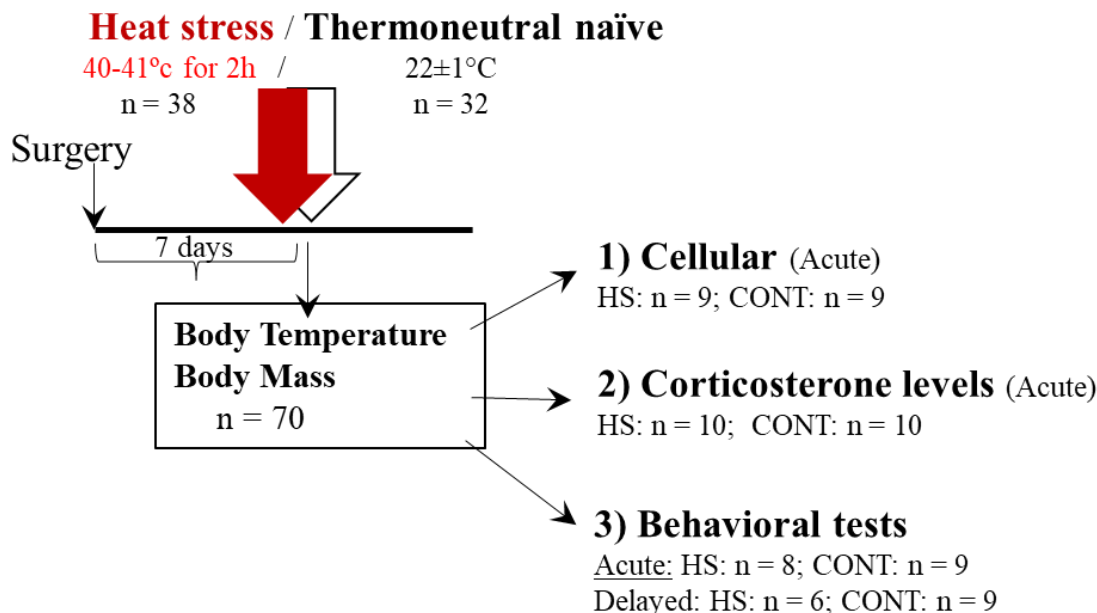 Heat stress / Thermoneutral naïve
40-41ºc for 2h / 22±1°C
n = 38 n = 32
Surgery
7 days
Body Temperature
Body Mass
n = 70
1) Cellular (Acute)
HS: n = 9; CONT: n = 9
2) Corticosterone levels (Acute)
HS: n = 10; CONT: n = 10
3) Behavioral tests
Acute: HS: n = 8; CONT: n = 9
Delayed: HS: n = 6; CONT: n = 9